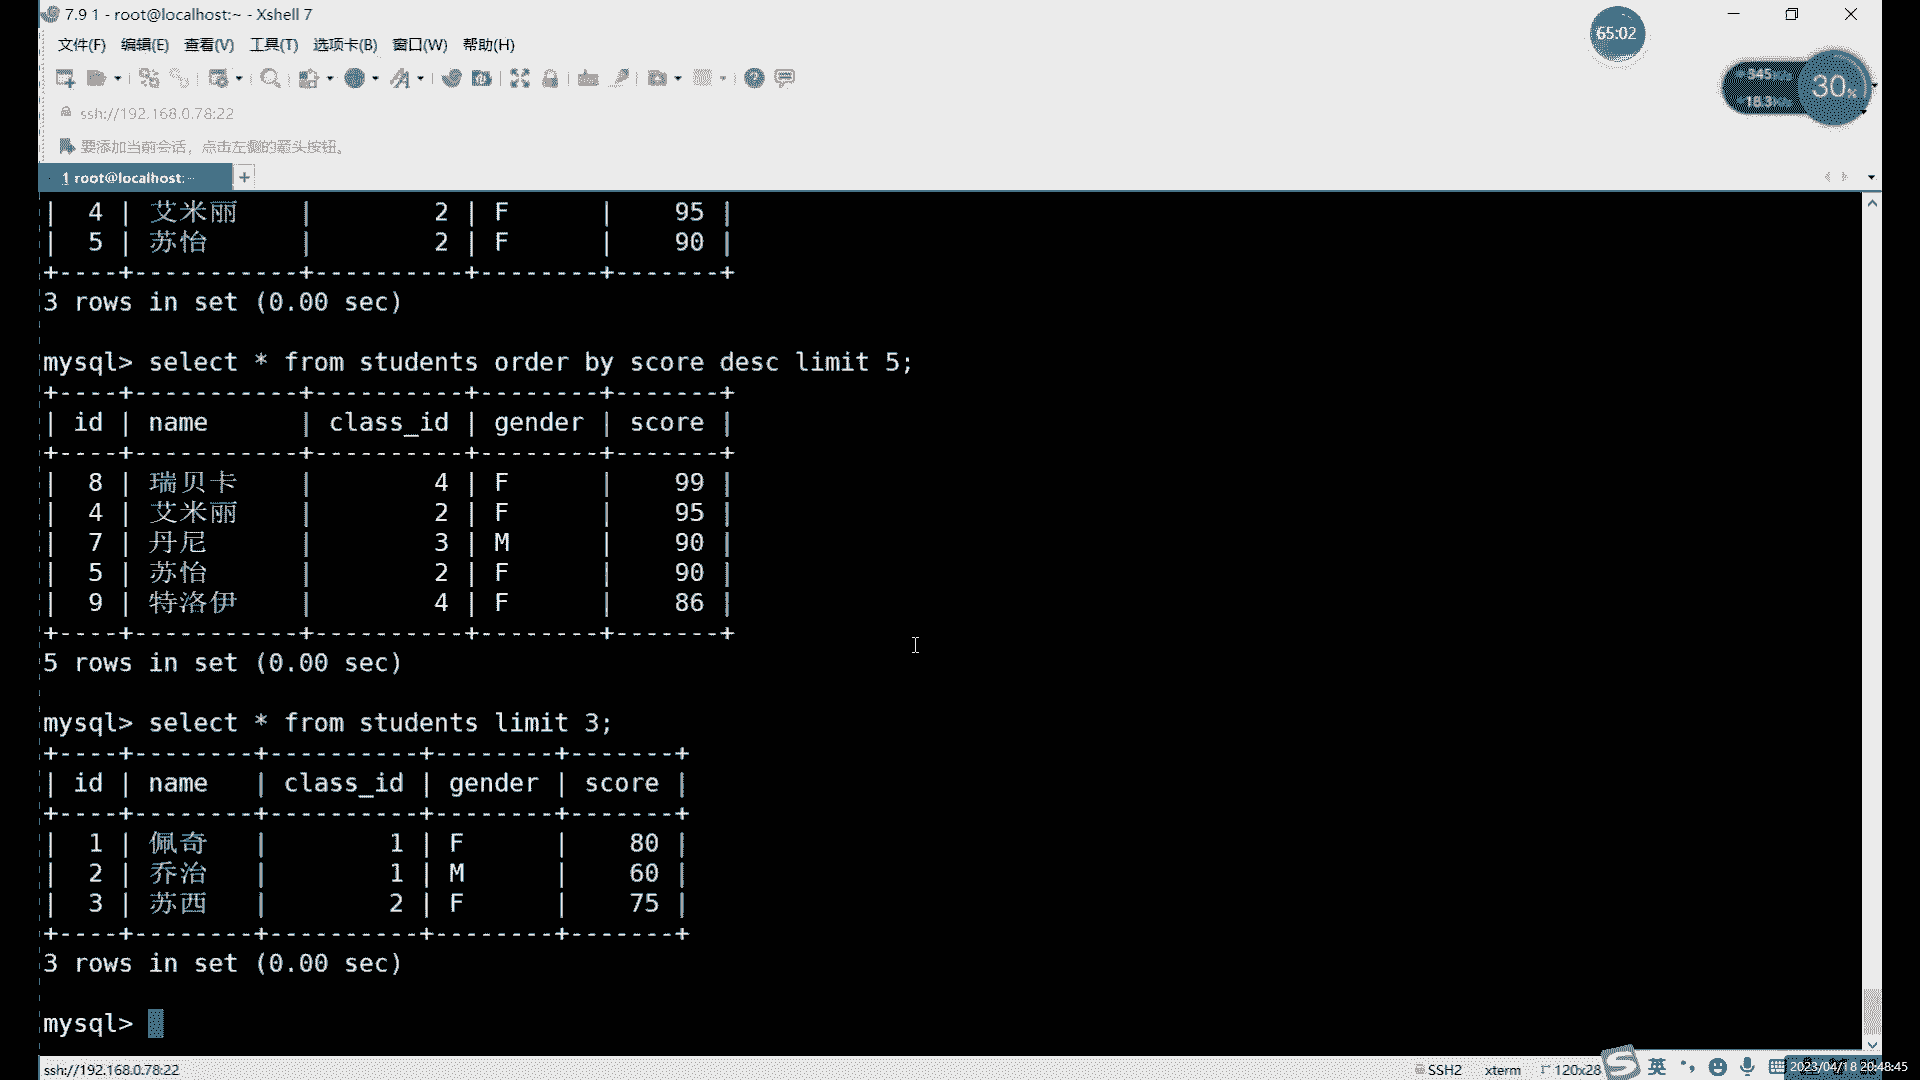 7.9 1 - root@localhost:~ - Xshell 7
65:02
文件(F) 编辑(E) 查看(V) 工具(T) 选项卡(B) 窗口(W) 帮助(H)
30%
ssh://192.168.0.78:22
要添加当前会话，点击左侧的箭头按钮。
1 root@localhost:~ +
| 4 | 艾米丽 | 2 | F | 95 |
| 5 | 苏怡 | 2 | F | 90 |
+----+-----------+----------+--------+-------+
3 rows in set (0.00 sec)
mysql> select * from students order by score desc limit 5;
+----+-----------+----------+--------+-------+
| id | name | class_id | gender | score |
+----+-----------+----------+--------+-------+
| 8 | 瑞贝卡 | 4 | F | 99 |
| 4 | 艾米丽 | 2 | F | 95 |
| 7 | 丹尼 | 3 | M | 90 |
| 5 | 苏怡 | 2 | F | 90 |
| 9 | 特洛伊 | 4 | F | 86 |
+----+-----------+----------+--------+-------+
5 rows in set (0.00 sec)
mysql> select * from students limit 3;
+----+--------+----------+--------+-------+
| id | name | class_id | gender | score |
+----+--------+----------+--------+-------+
| 1 | 佩奇 | 1 | F | 80 |
| 2 | 乔治 | 1 | M | 60 |
| 3 | 苏西 | 2 | F | 75 |
+----+--------+----------+--------+-------+
3 rows in set (0.00 sec)
mysql>
ssh://192.168.0.78:22 SSH2 xterm 120x28 英 2023/04/18 20:48:45